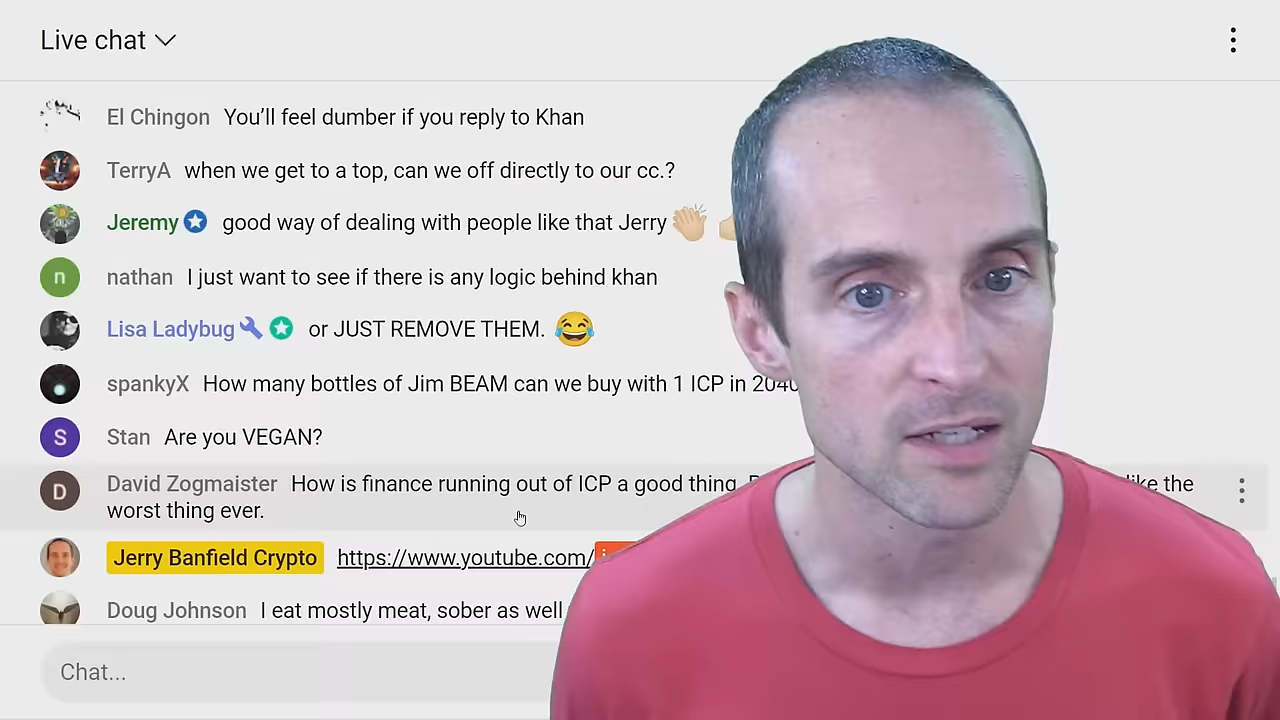 Live chat
El Chingon You'll feel dumber if you reply to Khan
TerryA when we get to a top, can we off directly to our cc.?
Jeremy good way of dealing with people like that Jerry
n nathan I just want to see if there is any logic behind khan
Lisa Ladybug or JUST REMOVE THEM.
spankyX How many bottles of Jim BEAM can we buy with 1 ICP in 2040
S Stan Are you VEGAN?
D David Zogmaister How is finance running out of ICP a good thing. like the
worst thing ever.
Jerry Banfield Crypto https://www.youtube.com/
Doug Johnson I eat mostly meat, sober as well
Chat...